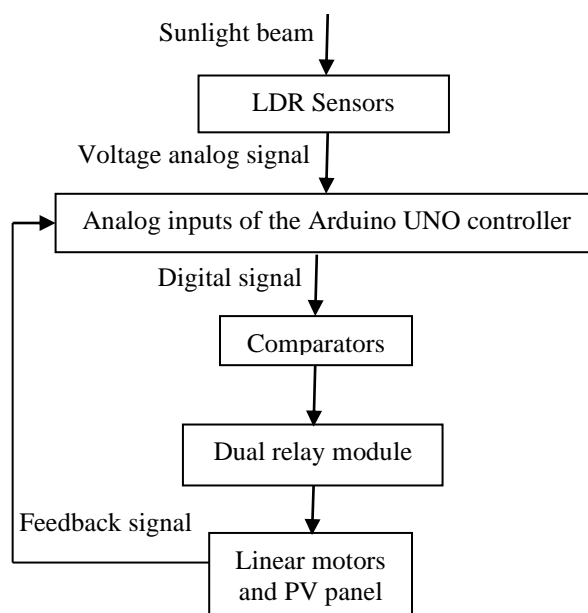 Sunlight beam
LDR Sensors
Voltage analog signal
Analog inputs of the Arduino UNO controller
Digital signal
Comparators
Dual relay module
Feedback signal
Linear motors
and PV panel